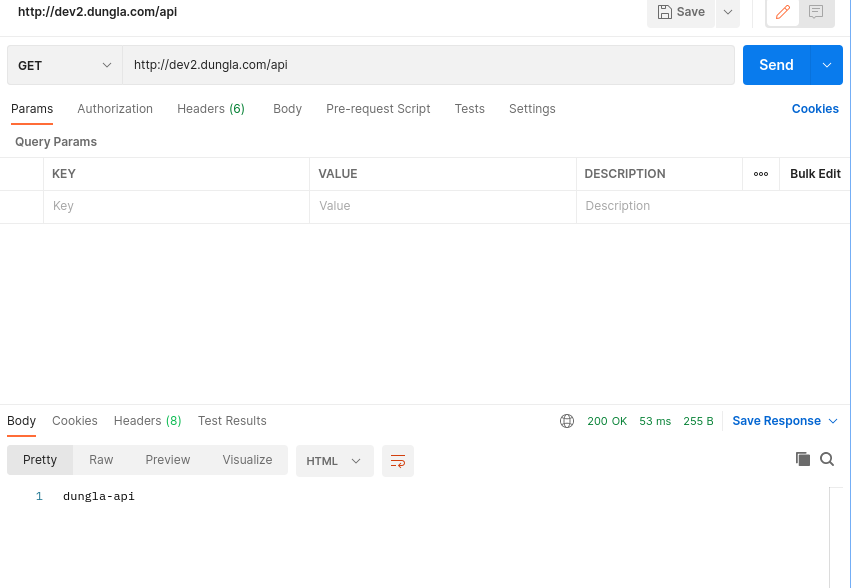 http://dev2.dungla.com/api Save
GET http://dev2.dungla.com/api Send
Params Authorization Headers (6) Body Pre-request Script Tests Settings Cookies
Query Params
KEY VALUE DESCRIPTION ooo Bulk Edit
Key Value Description
Body Cookies Headers (8) Test Results 200 OK 53 ms 255 B Save Response
Pretty Raw Preview Visualize HTML
1 dungla-api